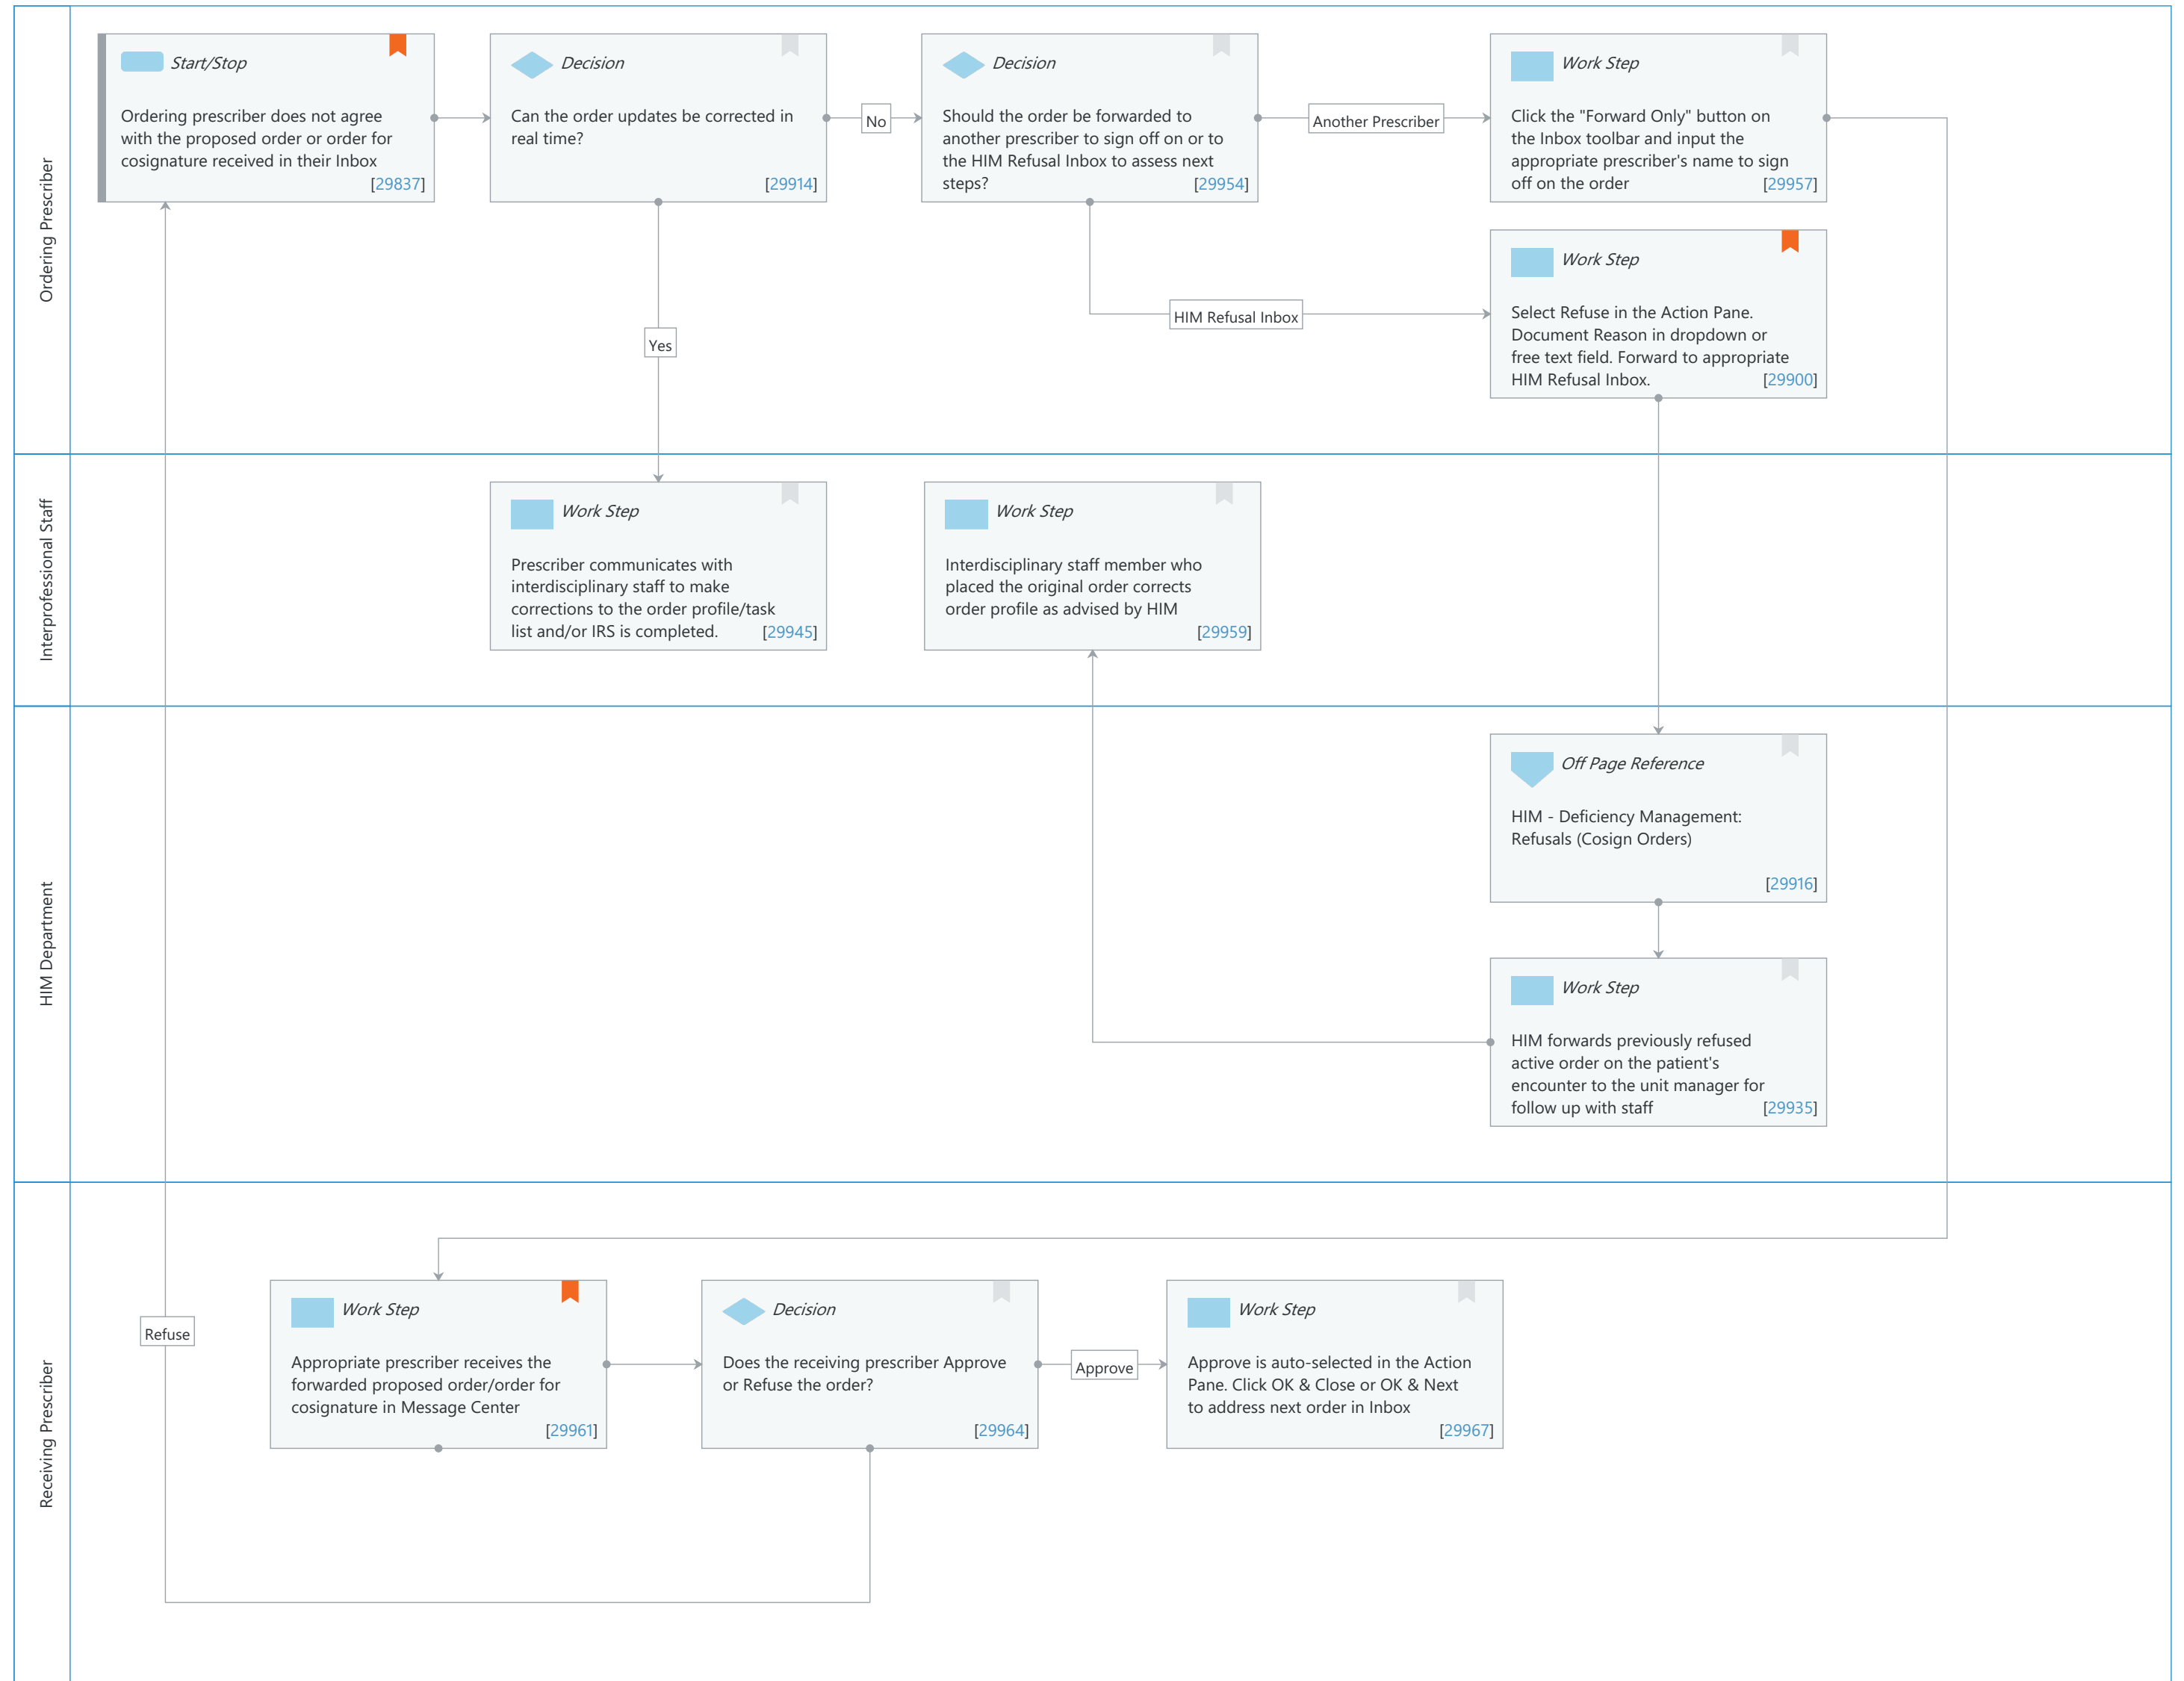 Ordering Prescriber
Start/Stop
Ordering prescriber does not agree
with the proposed order or order for
cosignature received in their Inbox
[29837]
Decision
Can the order updates be corrected in
real time?
[29914]
No
Decision
Should the order be forwarded to
another prescriber to sign off on or to
the HIM Refusal Inbox to assess next
steps?
[29954]
Another Prescriber
Work Step
Click the "Forward Only" button on
the Inbox toolbar and input the
appropriate prescriber's name to sign
off on the order
[29957]
HIM Refusal Inbox
Work Step
Select Refuse in the Action Pane.
Document Reason in dropdown or
free text field. Forward to appropriate
HIM Refusal Inbox.
[29900]
Yes
Interprofessional Staff
Work Step
Prescriber communicates with
interdisciplinary staff to make
corrections to the order profile/task
list and/or IRS is completed.
[29945]
Work Step
Interdisciplinary staff member who
placed the original order corrects
order profile as advised by HIM
[29959]
HIM Department
Off Page Reference
HIM - Deficiency Management:
Refusals (Cosign Orders)
[29916]
Work Step
HIM forwards previously refused
active order on the patient's
encounter to the unit manager for
follow up with staff
[29935]
Receiving Prescriber
Refuse
Work Step
Appropriate prescriber receives the
forwarded proposed order/order for
cosignature in Message Center
[29961]
Decision
Does the receiving prescriber Approve
or Refuse the order?
[29964]
Approve
Work Step
Approve is auto-selected in the Action
Pane. Click OK & Close or OK & Next
to address next order in Inbox
[29967]